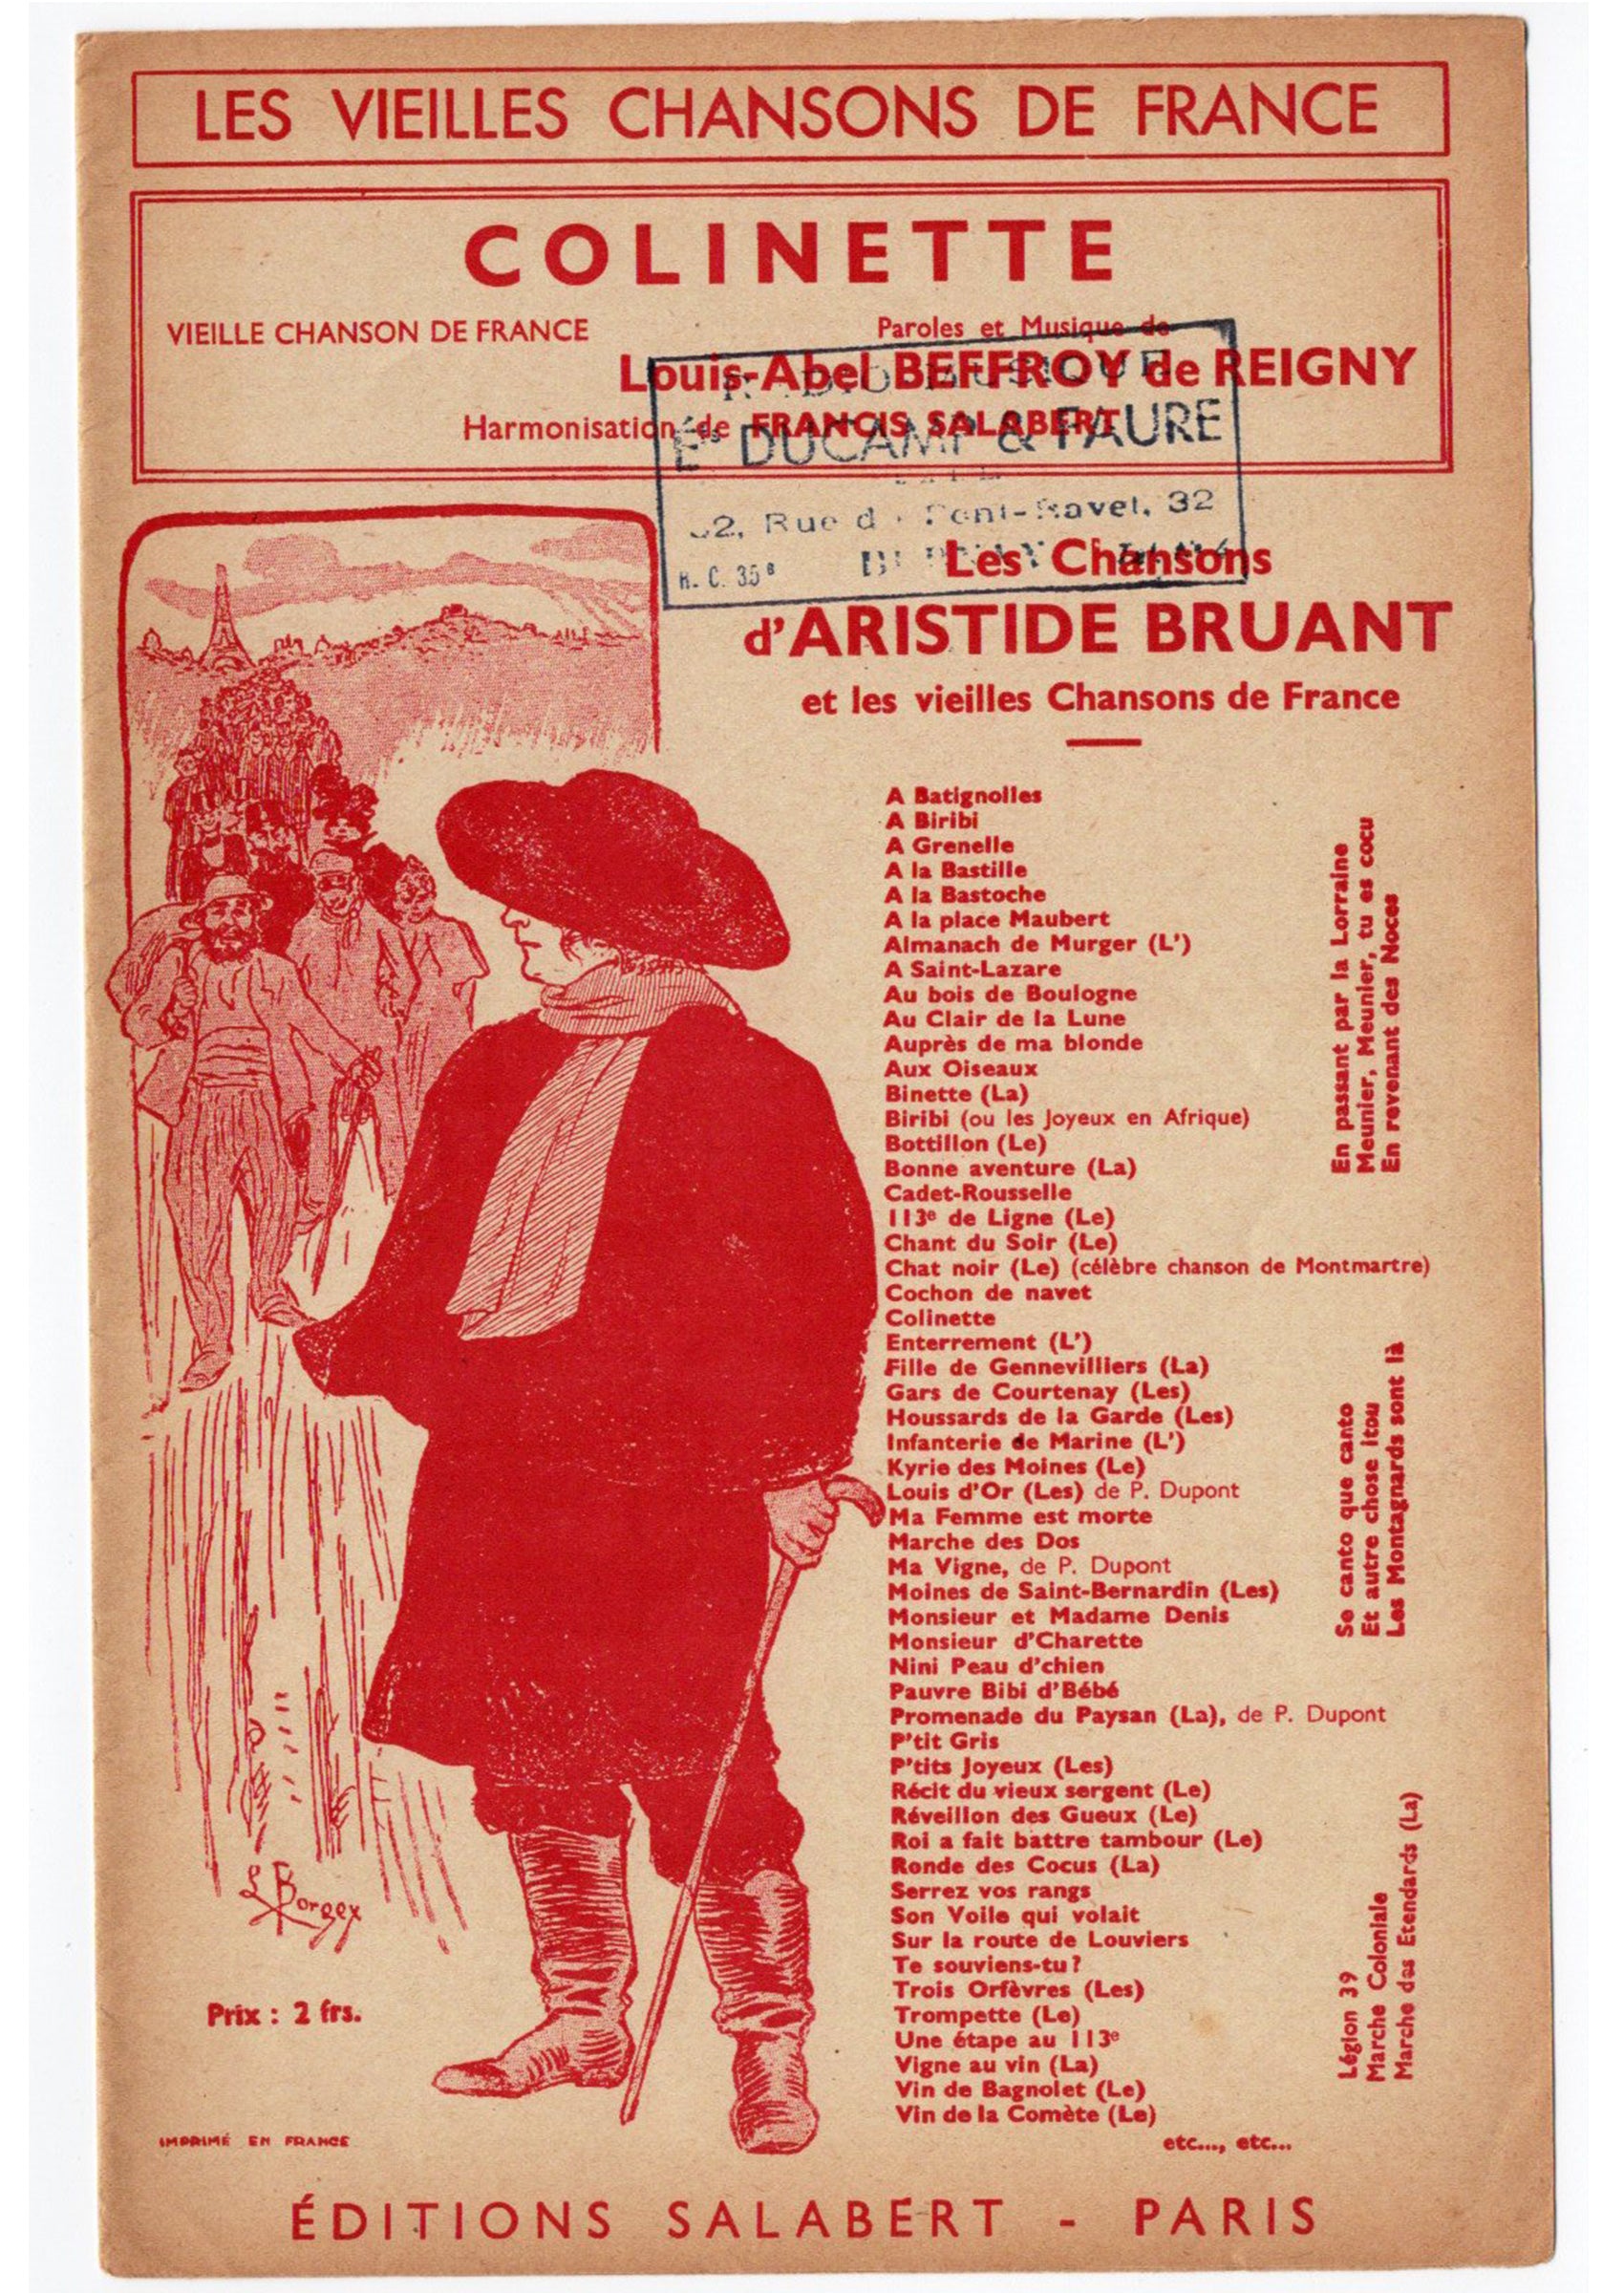 LES VIEILLES CHANSONS DE FRANCE
COLINETTE
VIEILLE CHANSON DE FRANCE
Paroles et Musique de
Louis-Abel BEFFROY de REIGNY
Harmonisation de FRANCIS SALABERT
Éts DUCAMP & FAURE
32, Rue 32
R. C. 358
Les Chansons
d'ARISTIDE BRUANT
et les vieilles Chansons de France
A Batignolles
A Biribi
A Grenelle
A la Bastille
A la Bastoche
A la place Maubert
Almanach de Murger (L')
A Saint-Lazare
Au bois de Boulogne
Au Clair de la Lune
Auprès de ma blonde
Aux Oiseaux
Binette (La)
Biribi (ou les Joyeux en Afrique)
Bottillon (Le)
Bonne aventure (La)
Cadet-Rousselle
113e de Ligne (Le)
Chant du Soir (Le)
Chat noir (Le) (célèbre chanson de Montmartre)
Cochon de navet
Colinette
Enterrement (L')
Fille de Gennevilliers (La)
Gars de Courtenay (Les)
Houssards de la Garde (Les)
Infanterie de Marine (L')
Kyrie des Moines (Le)
Louis d'Or (Les) de P. Dupont
Ma Femme est morte
Marche des Dos
Ma Vigne, de P. Dupont
Moines de Saint-Bernardin (Les)
Monsieur et Madame Denis
Monsieur d'Charette
Nini Peau d'chien
Pauvre Bibi d'Bébé
Promenade du Paysan (La), de P. Dupont
P'tit Gris
P'tits Joyeux (Les)
Récit du vieux sergent (Le)
Réveillon des Gueux (Le)
Roi a fait battre tambour (Le)
Ronde des Cocus (La)
Serrez vos rangs
Son Voile qui volait
Sur la route de Louviers
Te souviens-tu ?
Trois Orfèvres (Les)
Trompette (Le)
Une étape au 113e
Vigne au vin (La)
Vin de Bagnolet (Le)
Vin de la Comète (Le)
etc..., etc...
En passant par la Lorraine
Meunier, Meunier, tu es cocu
En revenant des Noces
Se canto que canto
Et autre chose itou
Les Montagnards sont là
Légion 39
Marche Coloniale
Marche des Etendards (La)
Borgex
Prix : 2 frs.
IMPRIMÉ EN FRANCE
ÉDITIONS SALABERT - PARIS